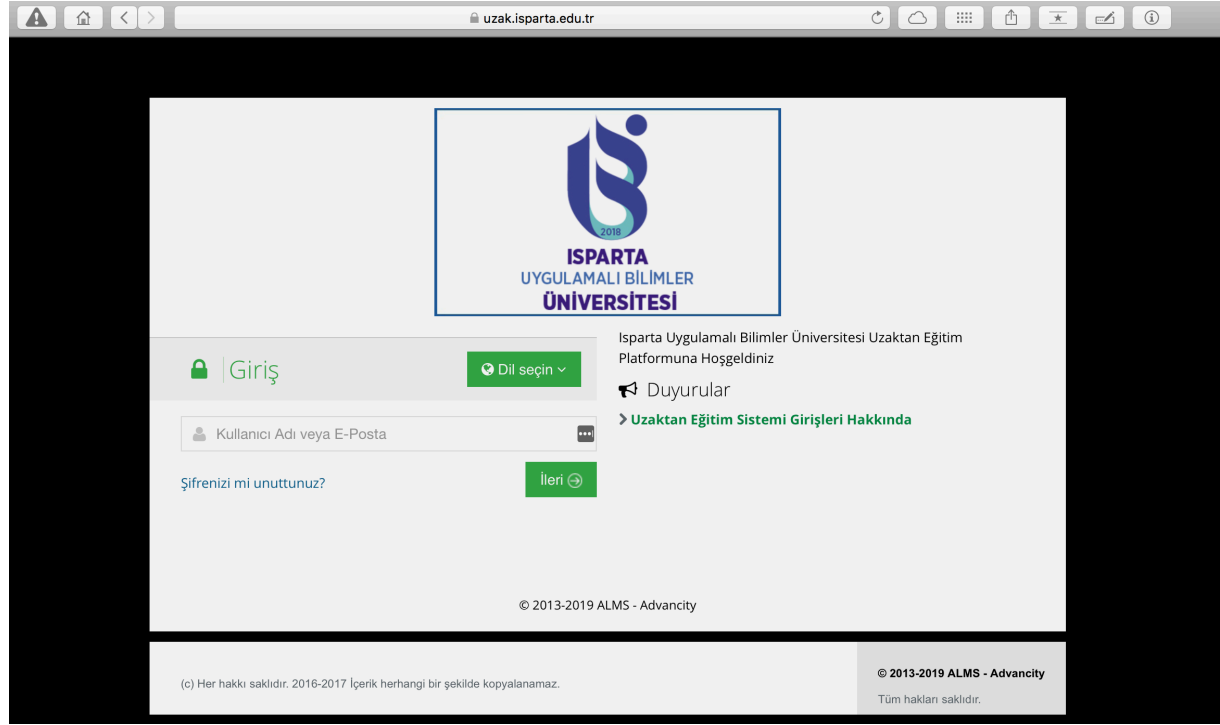 uzak.isparta.edu.tr
2018
ISPARTA
UYGULAMALI BİLİMLER
ÜNİVERSİTESİ
Isparta Uygulamalı Bilimler Üniversitesi Uzaktan Eğitim
Platformuna Hoşgeldiniz
Giriş
Dil seçin
Duyurular
Uzaktan Eğitim Sistemi Girişleri Hakkında
Kullanıcı Adı veya E-Posta
Şifrenizi mi unuttunuz?
İleri
© 2013-2019 ALMS - Advancity
(c) Her hakkı saklıdır. 2016-2017 İçerik herhangi bir şekilde kopyalanamaz.
© 2013-2019 ALMS - Advancity
Tüm hakları saklıdır.